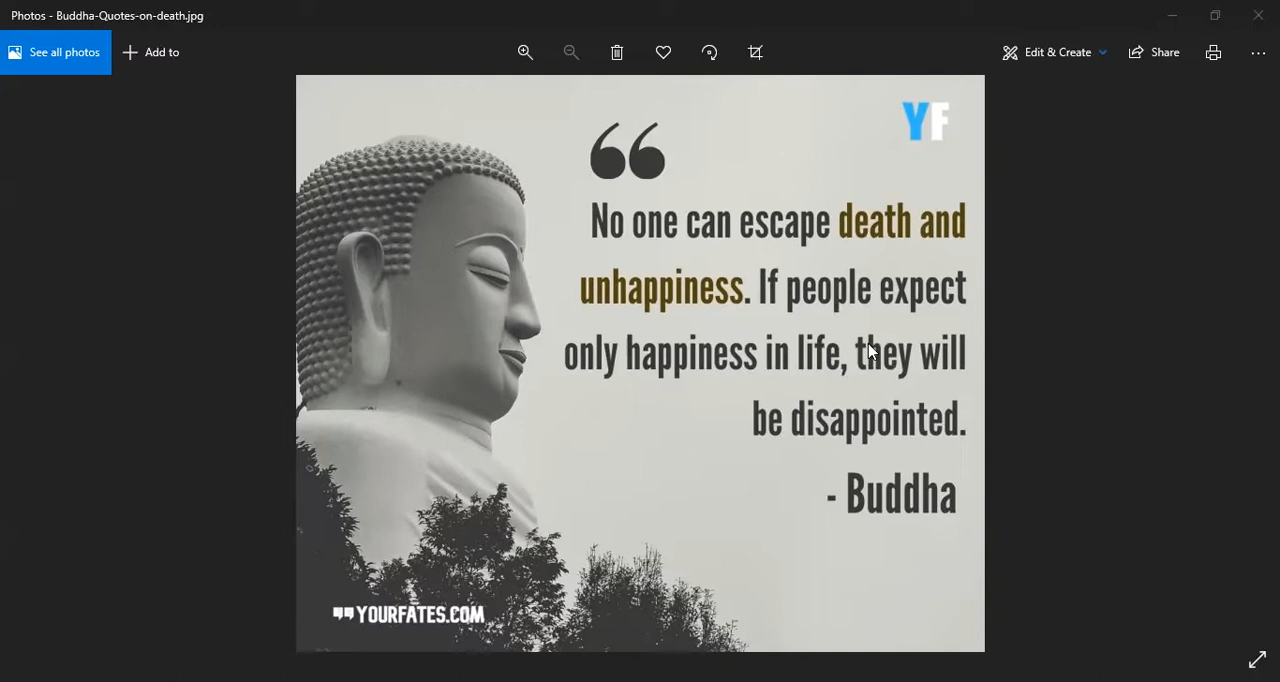 Photos - Buddha-Quotes-on-death.jpg
See all photos
Add to
Edit & Create
Share
YF
No one can escape death and
unhappiness. If people expect
only happiness in life, they will
be disappointed.
- Buddha
YOURFATES.COM